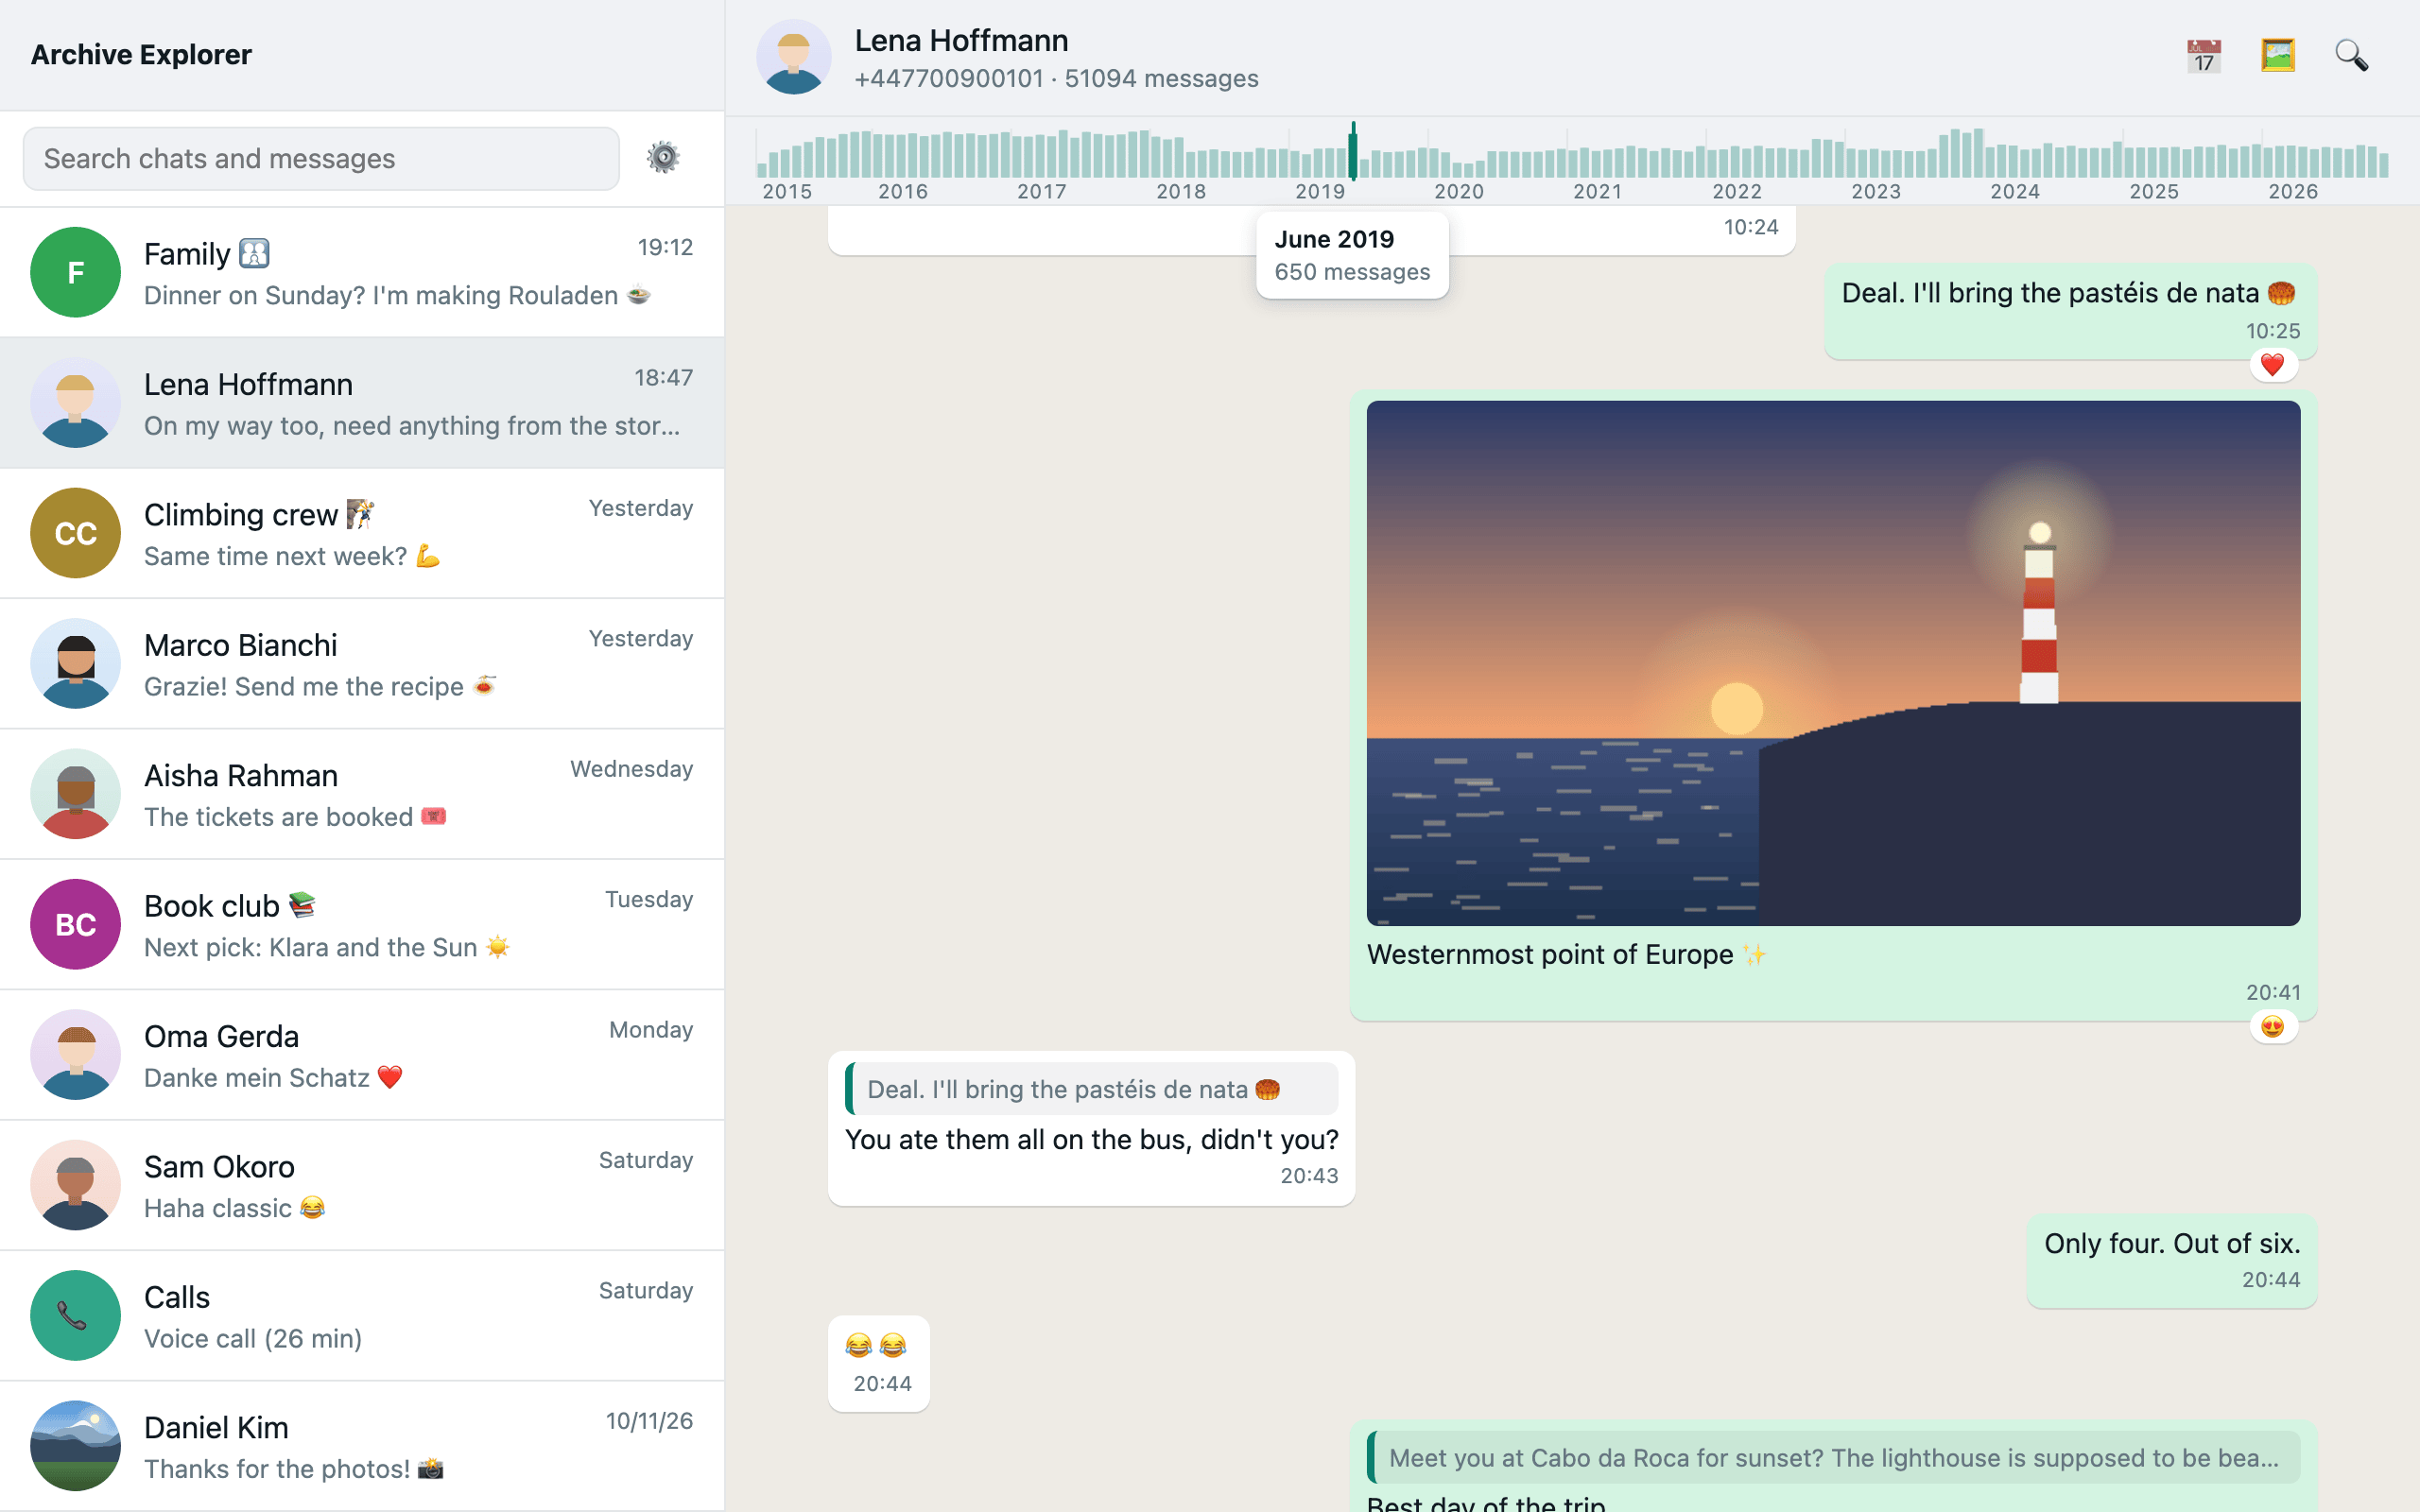 Archive Explorer
Search chats and messages
F
Family
19:12
Dinner on Sunday? I'm making Rouladen 🍲
Lena Hoffmann
18:47
On my way too, need anything from the stor...
CC
Climbing crew
Yesterday
Same time next week? 💪
Marco Bianchi
Yesterday
Grazie! Send me the recipe 🍝
Aisha Rahman
Wednesday
The tickets are booked 🎟️
BC
Book club 📚
Tuesday
Next pick: Klara and the Sun ☀️
Oma Gerda
Monday
Danke mein Schatz ❤️
Sam Okoro
Saturday
Haha classic 😂
Calls
Saturday
Voice call (26 min)
Daniel Kim
10/11/26
Thanks for the photos! 📸
Lena Hoffmann
+447700900101 · 51094 messages
JUL
17
2015 2016 2017 2018 2019 2020 2021 2022 2023 2024 2025 2026
June 2019
650 messages
10:24
Deal. I'll bring the pastéis de nata 🥮
10:25
❤️
Westernmost point of Europe ✨
20:41
😍
Deal. I'll bring the pastéis de nata 🥮
You ate them all on the bus, didn't you?
20:43
Only four. Out of six.
20:44
😂😂
20:44
Meet you at Cabo da Roca for sunset? The lighthouse is supposed to be bea...
Best day of the trip